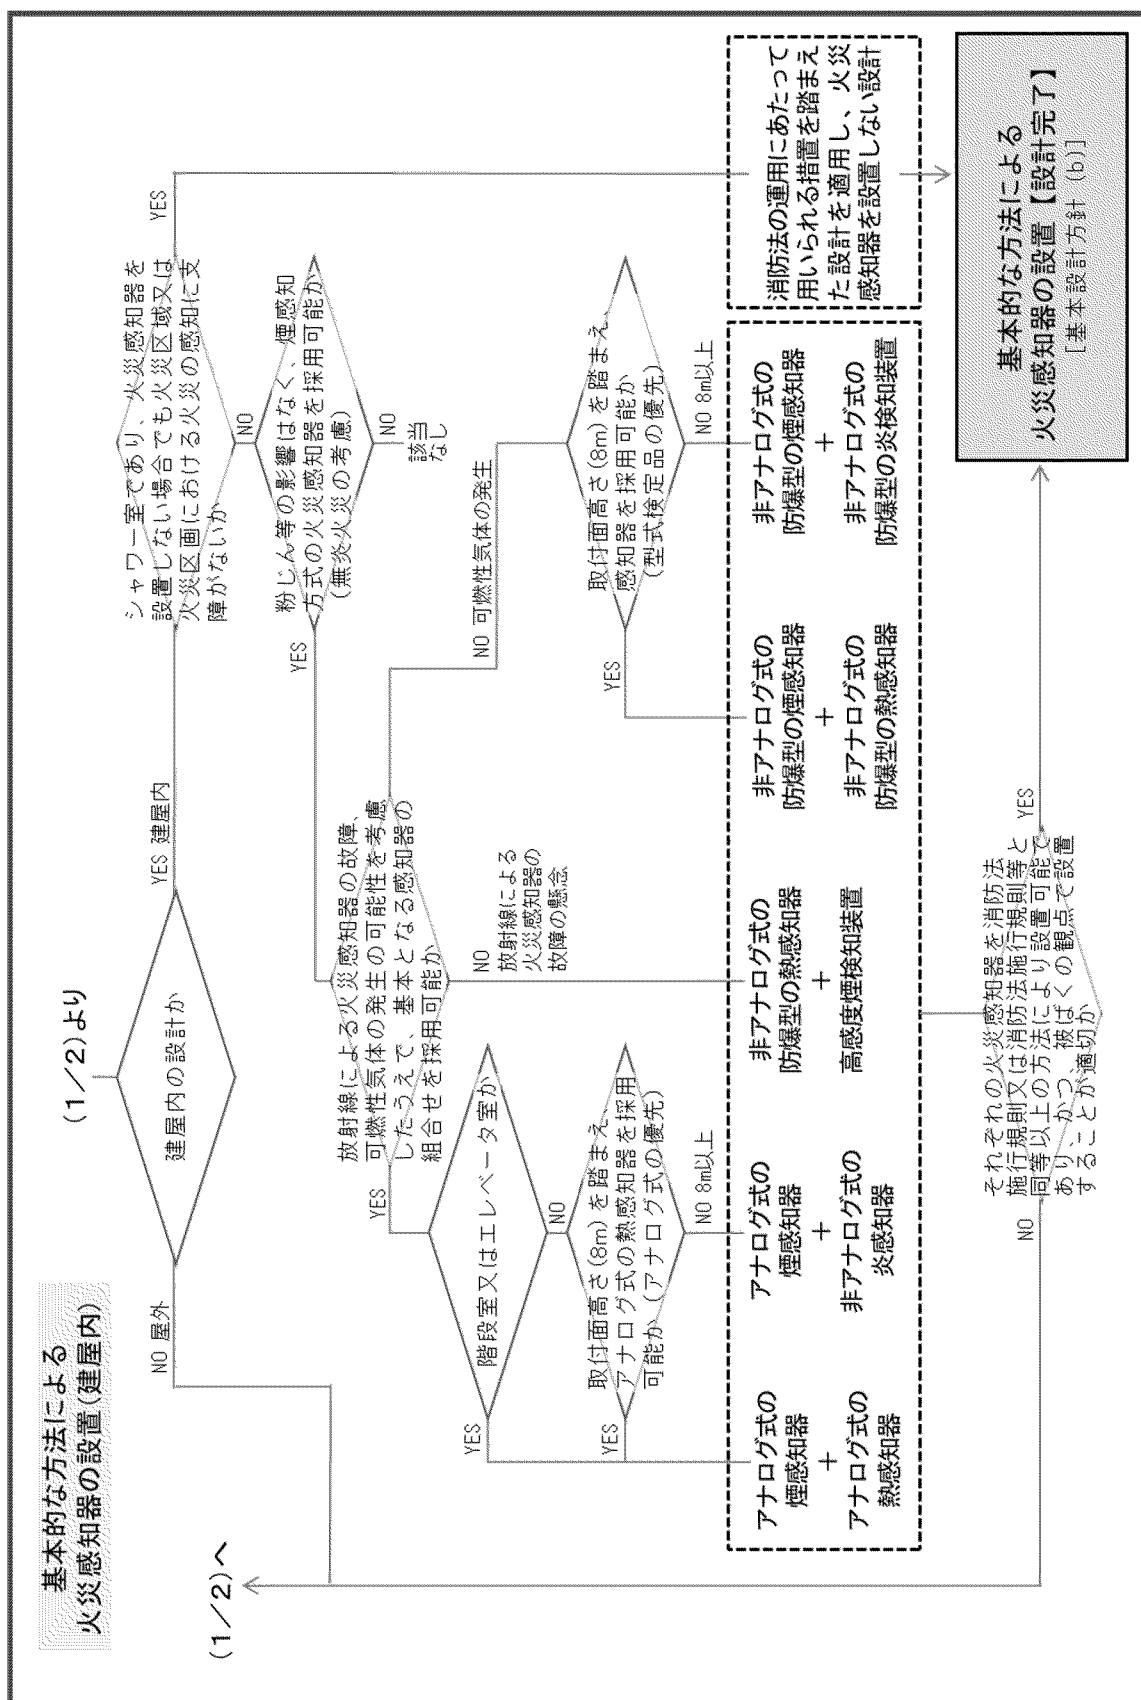 基本的な方法による
火災感知器の設置(建屋内)
(1/2)より
(1/2)へ
建屋内の設計か
NO 屋外
YES 建屋内
シャワー室であり、火災感知器を
設置しない場合でも火災区域又は
火災区画における火災の感知に支
障がないか
YES
NO
粉じん等の影響はなく、煙感知
方式の火災感知器を採用可能か
(無炎火災の考慮)
YES
NO
該当
なし
放射線による火災感知器の故障、
可燃性気体の発生の可能性を考慮
したうえで、基本となる感知器の
組合せを採用可能か
YES
NO
放射線による
火災感知器の
故障の懸念
NO 可燃性気体の発生
階段室又はエレベータ室か
YES
NO
取付面高さ(8m)を踏まえ、
アナログ式の熱感知器を採用
可能か (アナログ式の優先)
YES
NO 8m以上
取付面高さ(8m)を踏まえ、
感知器を採用可能か
(型式検定品の優先)
YES
NO 8m以上
アナログ式の
煙感知器
+
アナログ式の
熱感知器
アナログ式の
煙感知器
+
非アナログ式の
炎感知器
非アナログ式の
防爆型の熱感知器
+
高感度煙検知装置
非アナログ式の
防爆型の煙感知器
+
非アナログ式の
防爆型の熱感知器
非アナログ式の
防爆型の煙感知器
+
非アナログ式の
防爆型の炎検知装置
消防法の運用にあたって
用いられる措置を踏まえ
た設計を適用し、火災
感知器を設置しない設計
それぞれの火災感知器を消防法
施行規則又は消防法施行規則等と
同等以上の方法により設置可能で
あり、かつ、被ばくの観点で設置
することが適切か
NO
YES
基本的な方法による
火災感知器の設置【設計完了】
[基本設計方針 (b)]